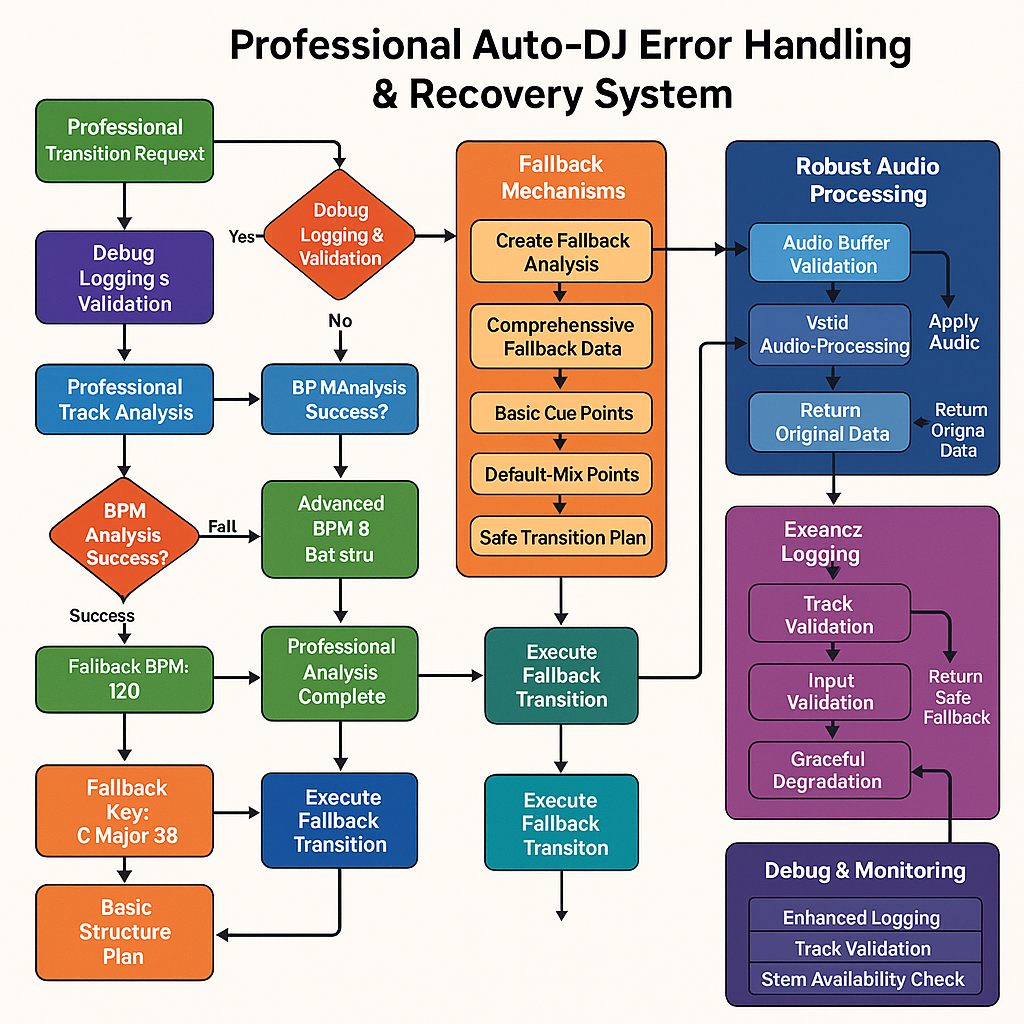 Professional Auto-DJ Error Handling
& Recovery System
Professional
Transition Requext
Debug
Logging s
Validation
Professional
Track Analysis
BPM
Analysis
Success?
Fall
Success
Faliback BPM:
120
Fallback
Key:
C Major 38
Basic
Structure
Plan
Yes
Dobug
Logging &
Validation
No
BP MAnalysis
Success?
Advanced
BPM 8
Bat stru
Professional
Analysis
Complete
Execute
Fallback
Transition
Fallback
Mechanisms
Create Fallback
Analysis
Comprehenssive
Fallback Data
Basic Cue Points
Default-Mix Points
Safe Transition Plan
Execute
Fallback
Transition
Execute
Fallback
Transiton
Robust Audio
Processing
Audio Buffer
Validation
Apply
Audic
Vstid
Audio-Processing
Return
Original Data
Return
Origna
Data
Exeancz
Logging
Track
Validation
Input
Validation
Return
Safe
Fallback
Graceful
Degradation
Debug & Monitoring
Enhanced Logging
Track Validation
Stem Availability Check